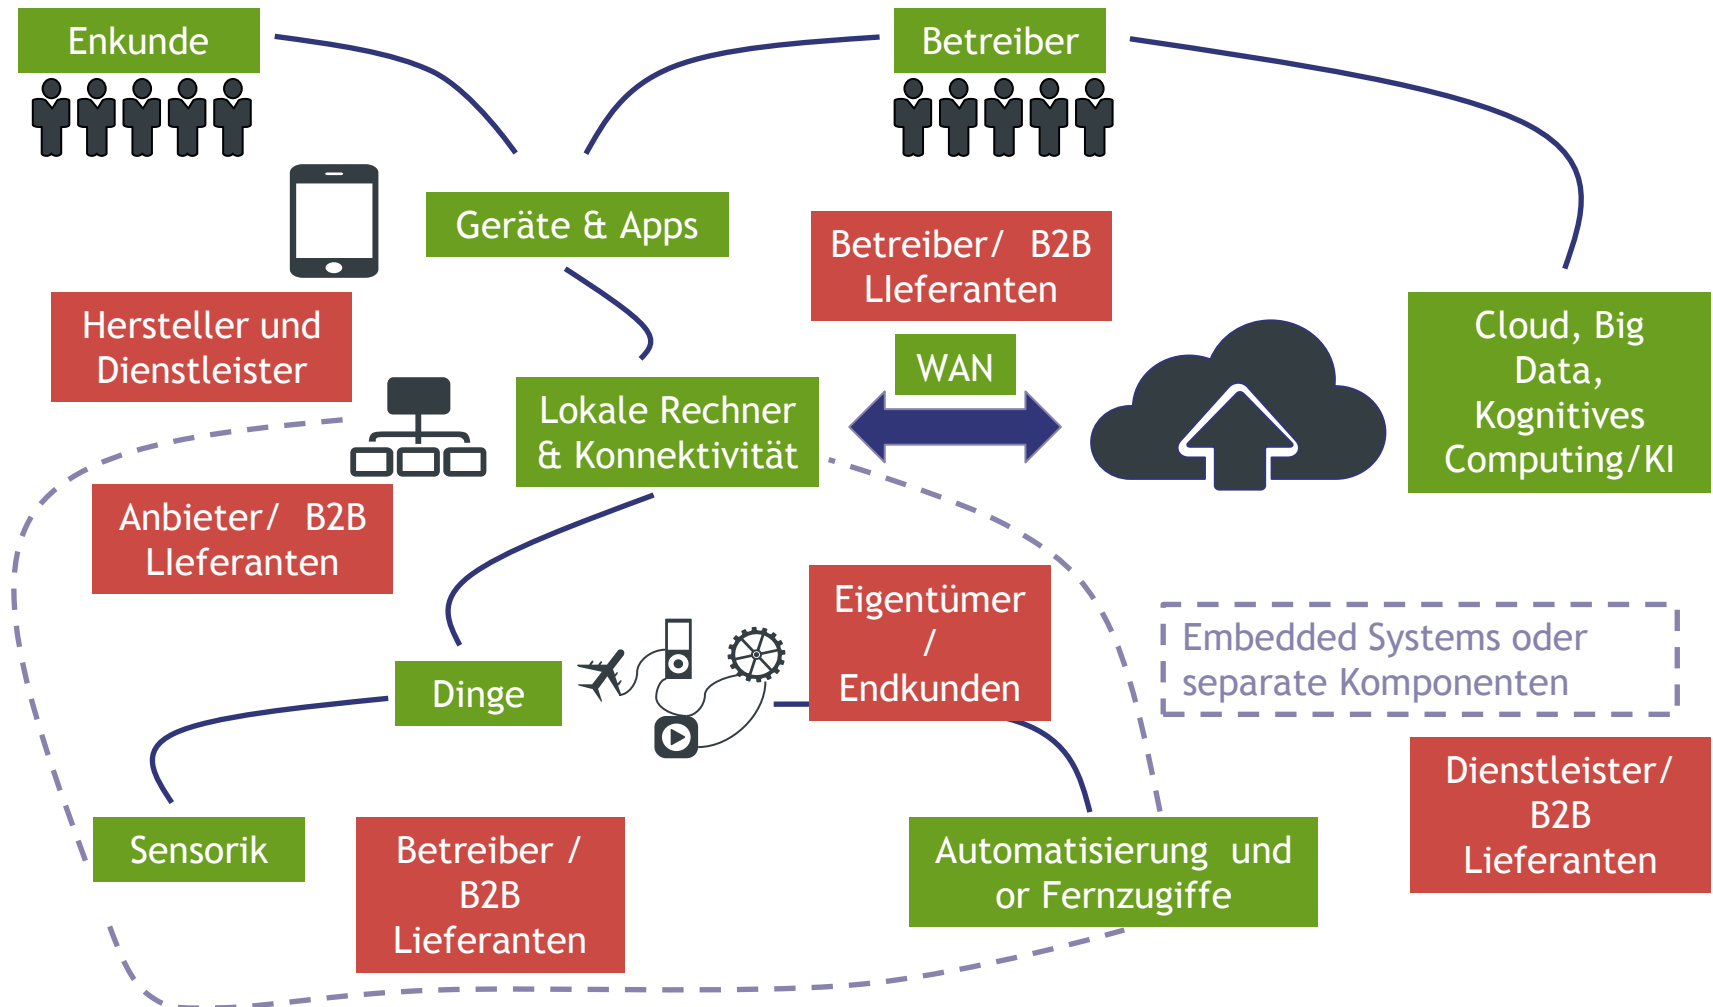 Enkunde
Betreiber
Geräte & Apps
Betreiber/ B2B
LIeferanten
Hersteller und
Dienstleister
WAN
Cloud, Big
Data,
Kognitives
Computing/KI
Lokale Rechner
& Konnektivität
Anbieter/ B2B
LIeferanten
Eigentümer
/
Endkunden
Embedded Systems oder
separate Komponenten
Dinge
Dienstleister/
B2B
Lieferanten
Sensorik
Betreiber /
B2B
Lieferanten
Automatisierung und
or Fernzugiffe